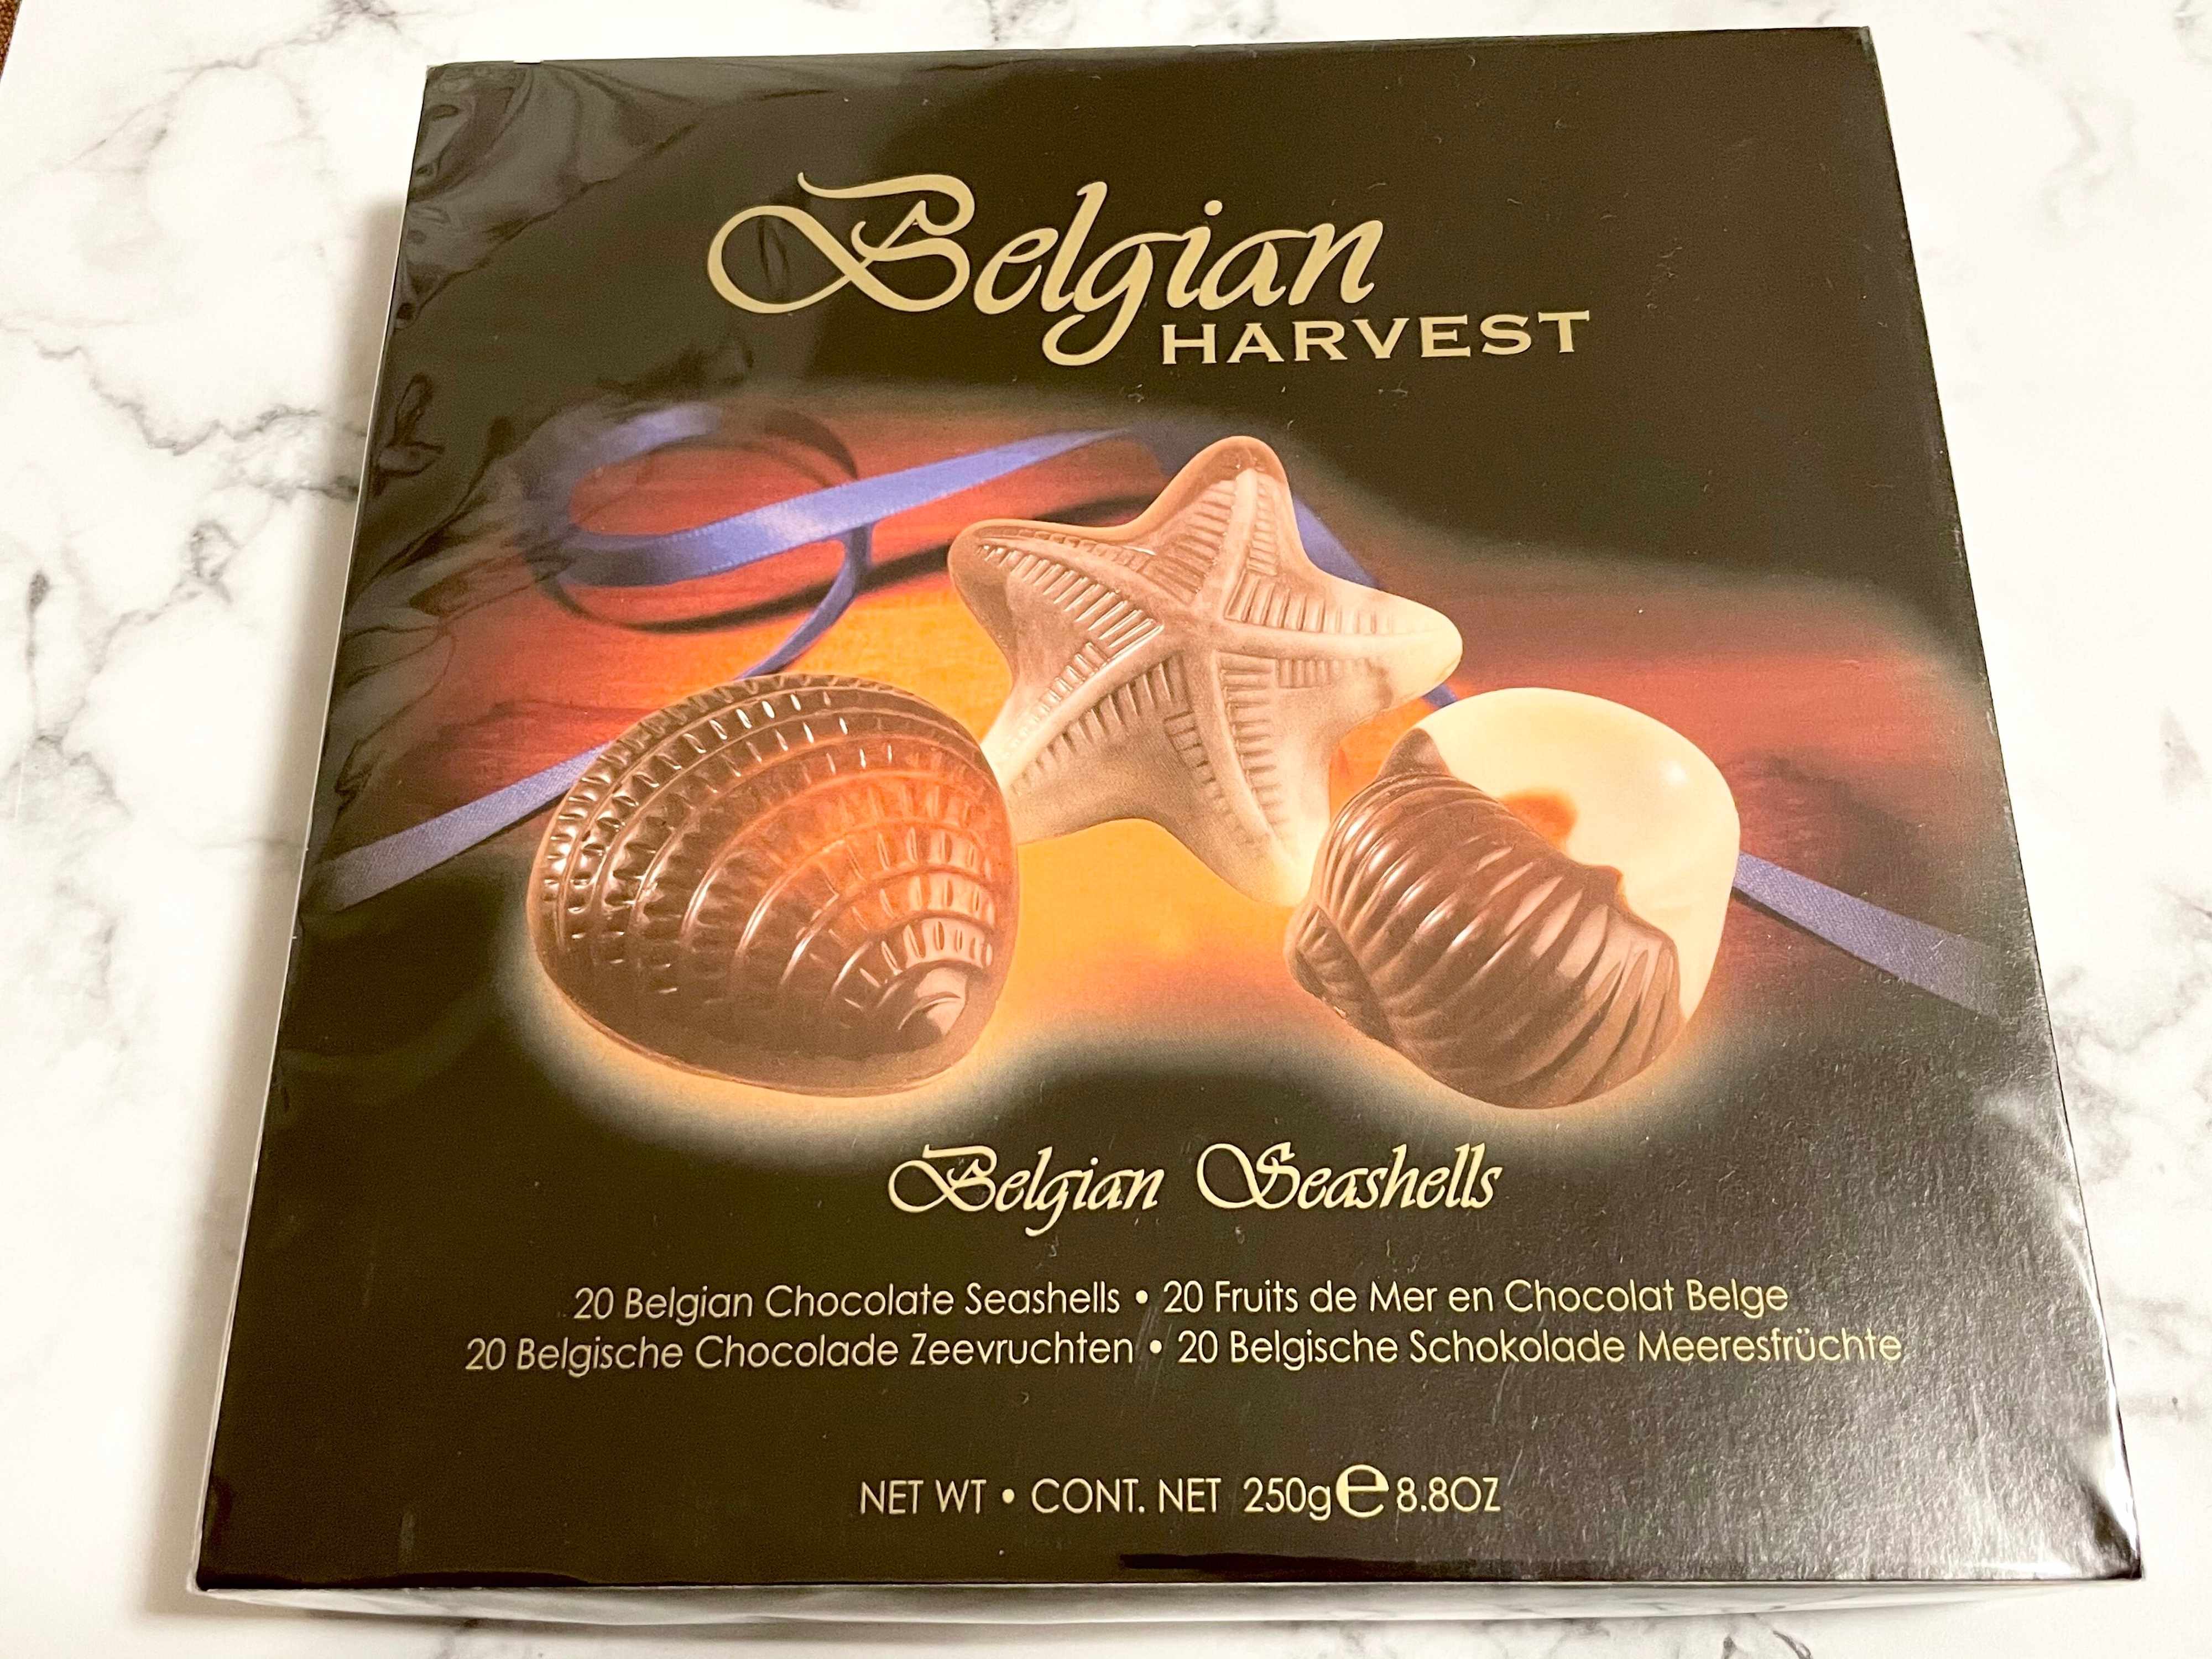 Belgian
HARVEST
Belgian Seashells
20 Belgian Chocolate Seashells • 20 Fruits de Mer en Chocolat Belge
20 Belgische Chocolade Zeevruchten • 20 Belgische Schokolade Meeresfrüchte
NET WT • CONT. NET 250g℮8.8OZ